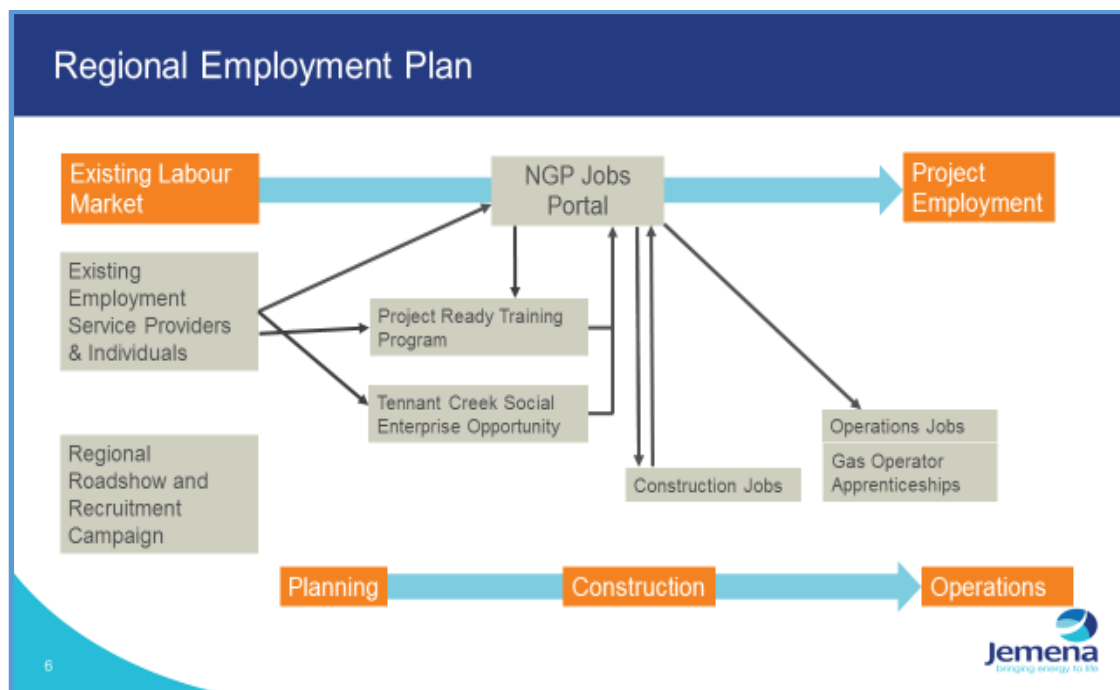 Regional Employment Plan
Existing Labour
Market
NGP Jobs
Portal
Project
Employment
Existing
Employment
Service Providers
& Individuals
Project Ready Training
Program
Tennant Creek Social
Enterprise Opportunity
Operations Jobs
Gas Operator
Apprenticeships
Regional
Roadshow and
Recruitment
Campaign
Construction Jobs
Planning
Construction
Operations
6
Jemena
bringing energy to life